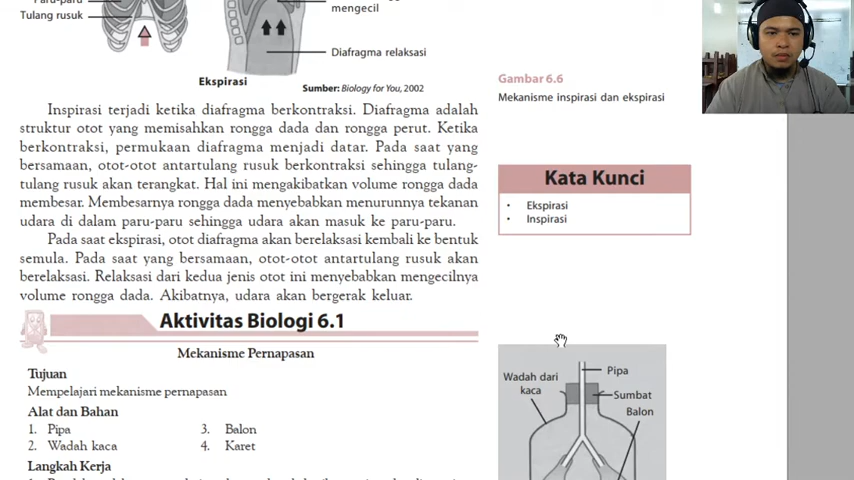 Paru-paru
Tulang rusuk
mengecil
Diafragma relaksasi
Ekspirasi
Sumber: Biology for You, 2002
Gambar 6.6
Mekanisme inspirasi dan ekspirasi
Inspirasi terjadi ketika diafragma berkontraksi. Diafragma adalah
struktur otot yang memisahkan rongga dada dan rongga perut. Ketika
berkontraksi, permukaan diafragma menjadi datar. Pada saat yang
bersamaan, otot-otot antartulang rusuk berkontraksi sehingga tulang-
tulang rusuk akan terangkat. Hal ini mengakibatkan volume rongga dada
membesar. Membesarnya rongga dada menyebabkan menurunnya tekanan
udara di dalam paru-paru sehingga udara akan masuk ke paru-paru.
Pada saat ekspirasi, otot diafragma akan berelaksasi kembali ke bentuk
semula. Pada saat yang bersamaan, otot-otot antartulang rusuk akan
berelaksasi. Relaksasi dari kedua jenis otot ini menyebabkan mengecilnya
volume rongga dada. Akibatnya, udara akan bergerak keluar.
Kata Kunci
• Ekspirasi
• Inspirasi
Aktivitas Biologi 6.1
Mekanisme Pernapasan
Tujuan
Mempelajari mekanisme pernapasan
Alat dan Bahan
1. Pipa 3. Balon
2. Wadah kaca 4. Karet
Langkah Kerja
Wadah dari
kaca
Pipa
Sumbat
Balon